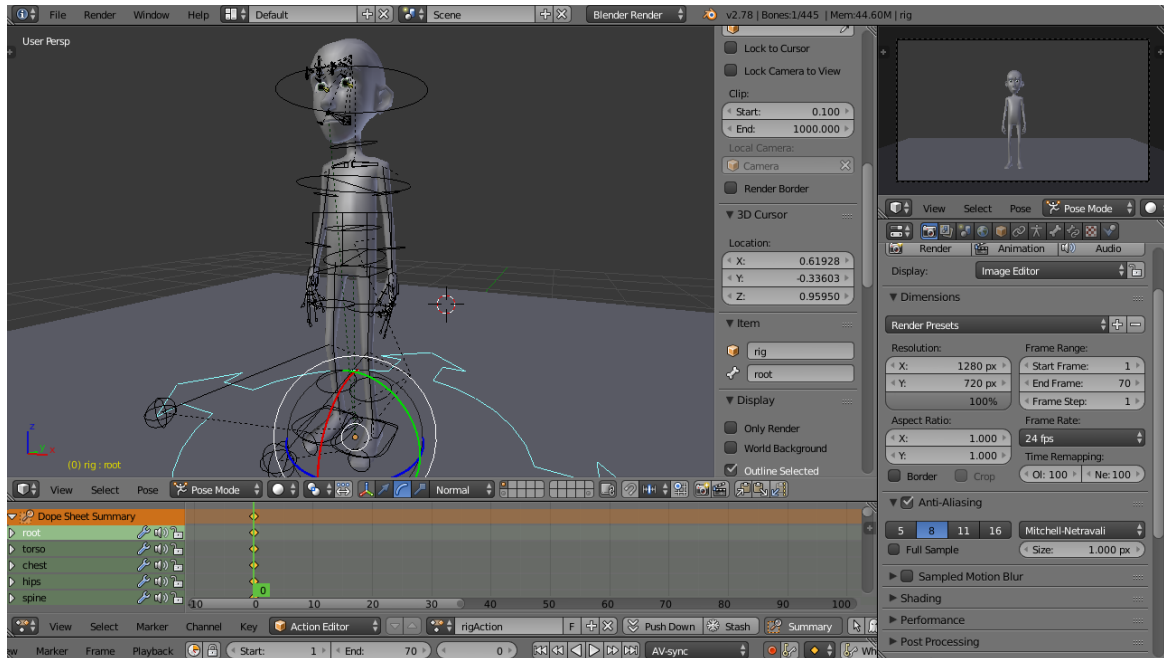 File Render Window Help Default Scene Blender Render v2.78 | Bones:1/445 | Mem:44.60M | rig
User Persp
Lock to Cursor
Lock Camera to View
Clip:
Start: 0.100
End: 1000.000
Local Camera:
Camera
Render Border
3D Cursor
Location:
X: 0.61928
Y: -0.33603
Z: 0.95950
Item
rig
root
Display
Only Render
World Background
Outline Selected
z
y x
(0) rig : root
View Select Pose Pose Mode Normal
View Select Pose Pose Mode
Render Animation Audio
Display: Image Editor
Dimensions
Render Presets
Resolution: Frame Range:
X: 1280 px Start Frame: 1
Y: 720 px End Frame: 70
100% Frame Step: 1
Aspect Ratio: Frame Rate:
X: 1.000 24 fps
Y: 1.000 Time Remapping:
Border Crop Ol: 100 Ne: 100
Anti-Aliasing
5 8 11 16 Mitchell-Netravali
Full Sample Size: 1.000 px
Sampled Motion Blur
Shading
Performance
Post Processing
Dope Sheet Summary
root
torso
chest
hips
spine
0
-10 0 10 20 30 40 50 60 70 80 90 100
View Select Marker Channel Key Action Editor rigAction F Push Down Stash Summary
Marker Frame Playback Start: 1 End: 70 0 AV-sync